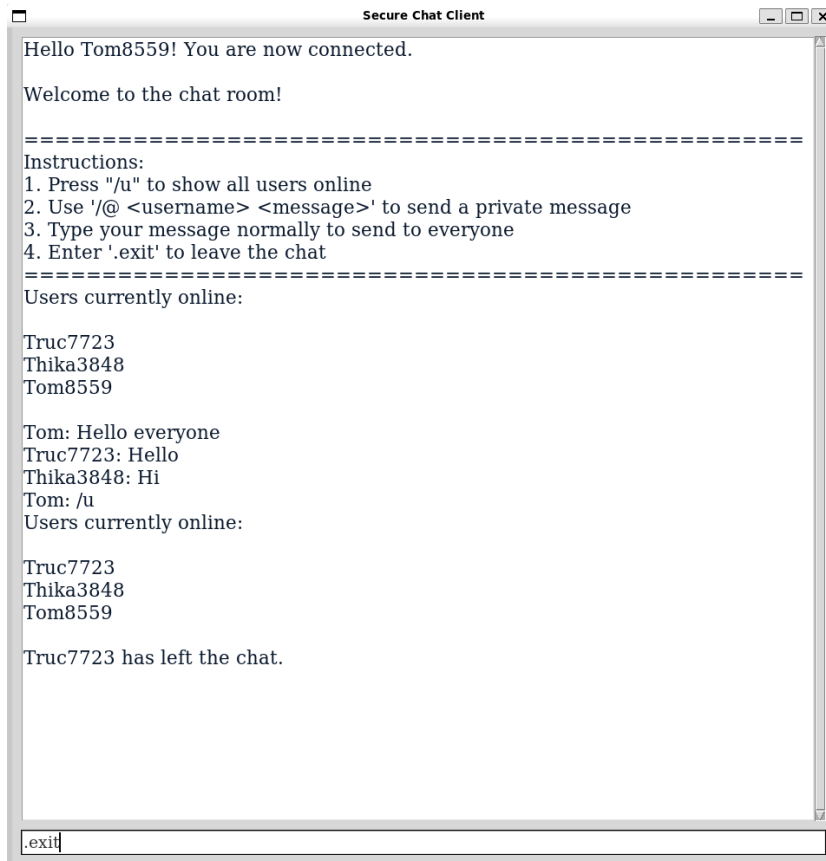 Secure Chat Client
Hello Tom8559! You are now connected.
Welcome to the chat room!
==================================================
Instructions:
1. Press "/u" to show all users online
2. Use '/@ <username> <message>' to send a private message
3. Type your message normally to send to everyone
4. Enter '.exit' to leave the chat
==================================================
Users currently online:
Truc7723
Thika3848
Tom8559
Tom: Hello everyone
Truc7723: Hello
Thika3848: Hi
Tom: /u
Users currently online:
Truc7723
Thika3848
Tom8559
Truc7723 has left the chat.
.exit